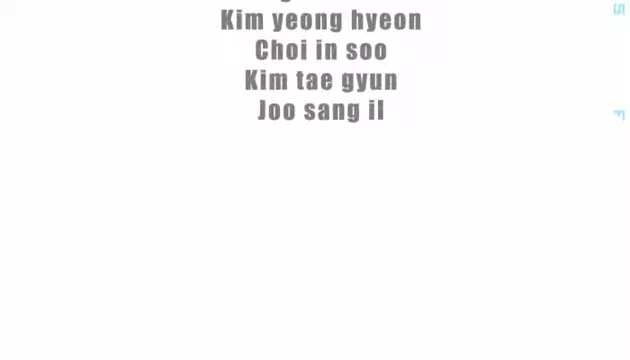 Kim yeong hyeon
Choi in soo
Kim tae gyun
Joo sang il